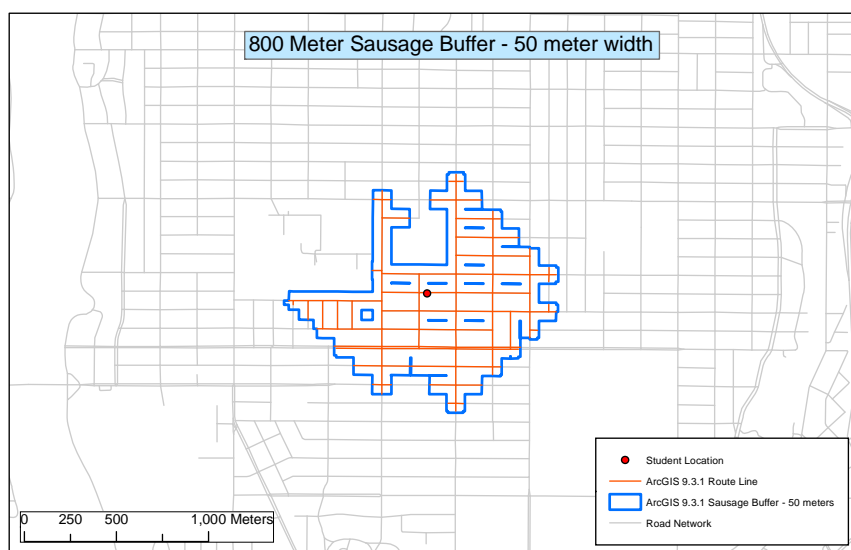 800 Meter Sausage Buffer - 50 meter width
Student Location
ArcGIS 9.3.1 Route Line
ArcGIS 9.3.1 Sausage Buffer - 50 meters
Road Network
0 250 500 1,000 Meters